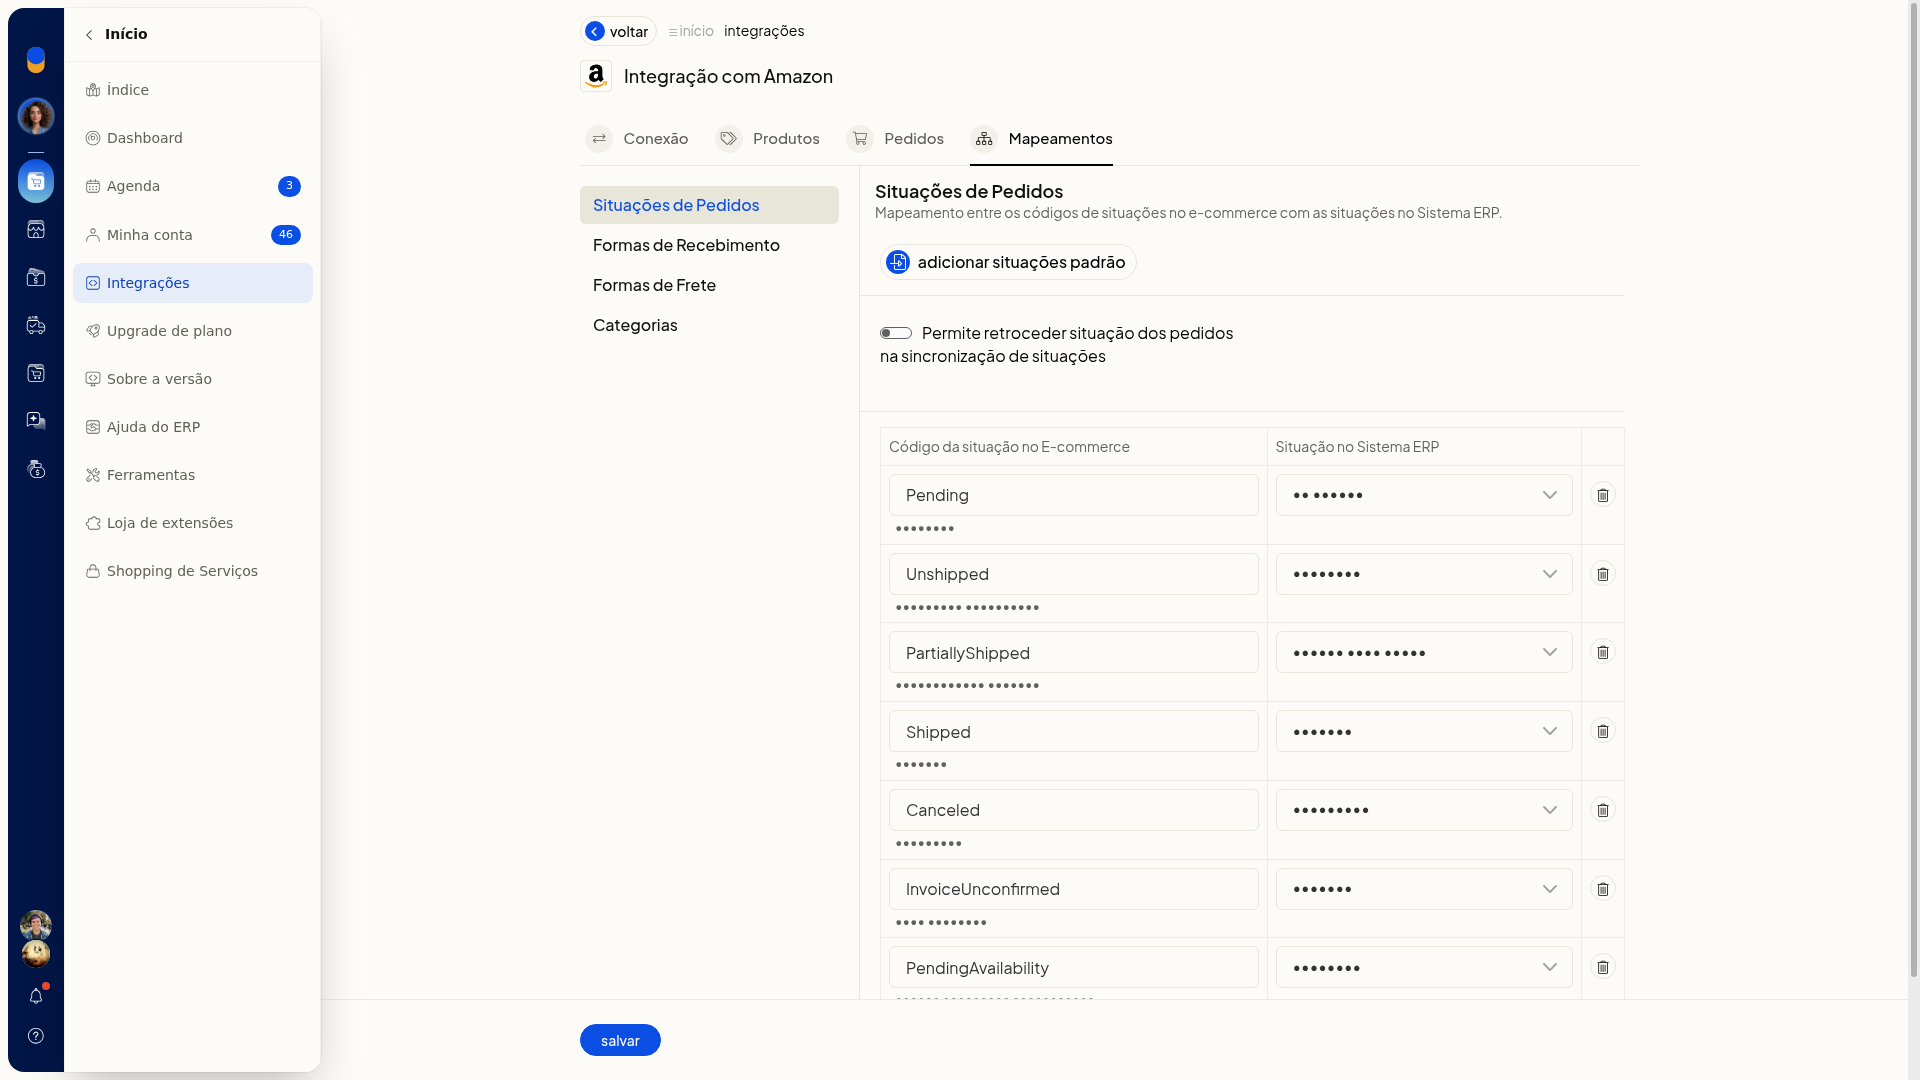 Início
Índice
Dashboard
Agenda 3
Minha conta 46
Integrações
Upgrade de plano
Sobre a versão
Ajuda do ERP
Ferramentas
Loja de extensões
Shopping de Serviços
voltar início integrações
Integração com Amazon
Conexão Produtos Pedidos Mapeamentos
Situações de Pedidos
Formas de Recebimento
Formas de Frete
Categorias
Situações de Pedidos
Mapeamento entre os códigos de situações no e-commerce com as situações no Sistema ERP.
adicionar situações padrão
Permite retroceder situação dos pedidos
na sincronização de situações
Código da situação no E-commerce Situação no Sistema ERP
Pending •• ••••••
••••••••
Unshipped ••••••••
••••••••• ••••••••••
PartiallyShipped •••••• •••• •••••
•••••••••••• •••••••
Shipped •••••••
•••••••
Canceled •••••••••
•••••••••
InvoiceUnconfirmed •••••••
•••• ••••••••
PendingAvailability ••••••••
salvar